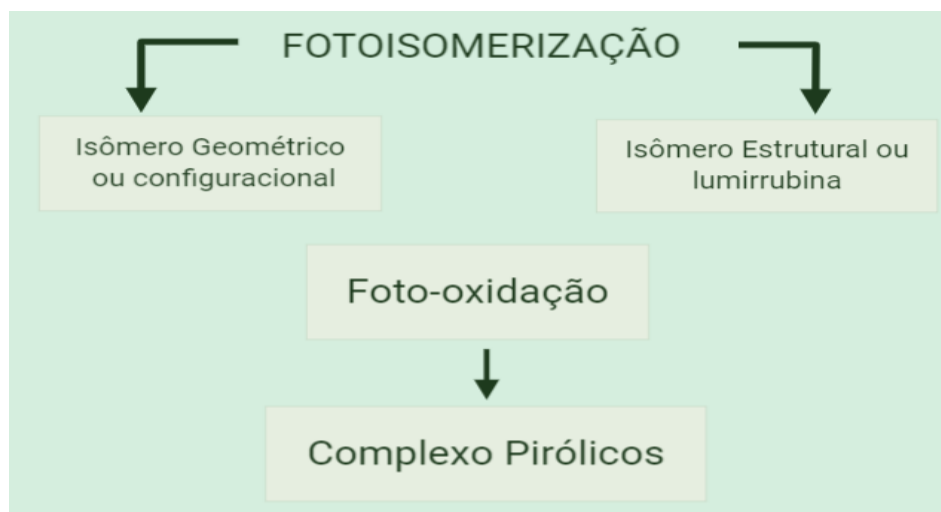 FOTOISOMERIZAÇÃO
Isômero Geométrico
ou configuracional
Isômero Estrutural ou
lumirrubina
Foto-oxidação
Complexo Pirólicos